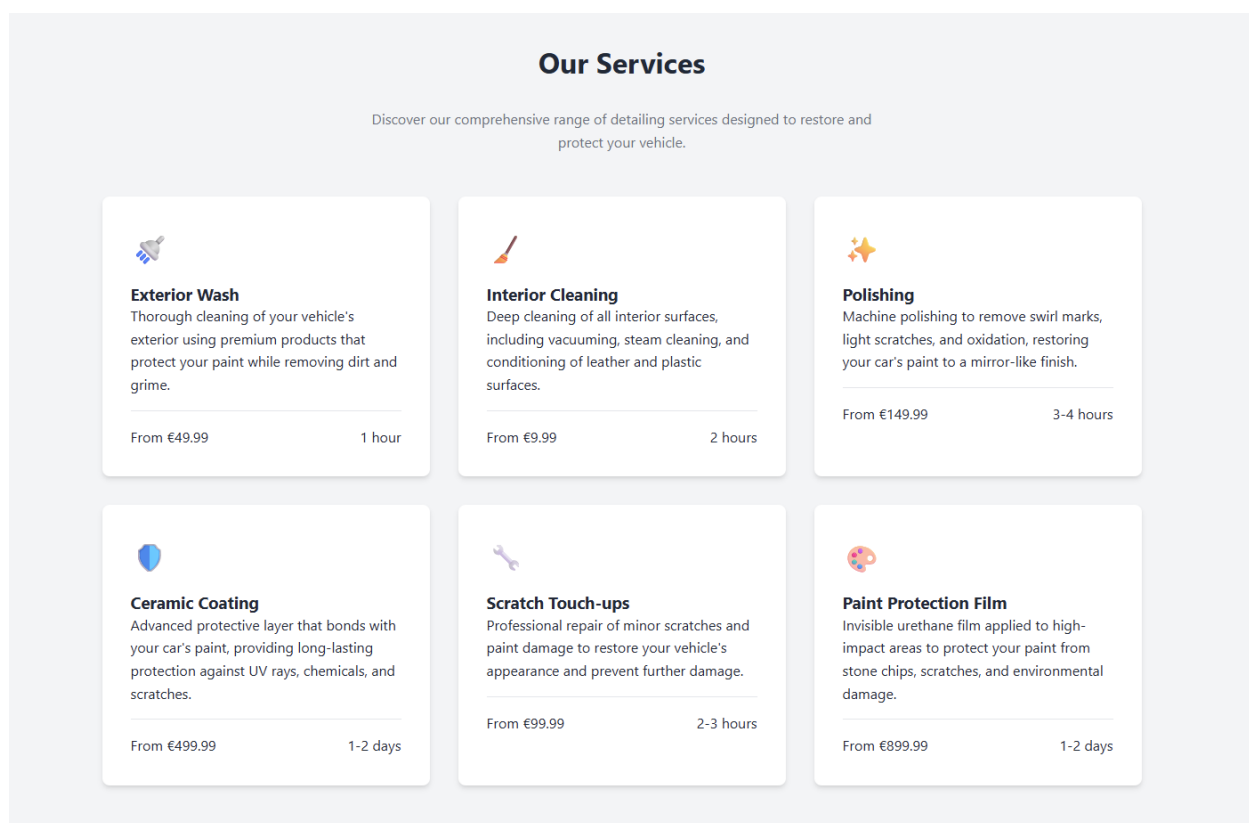 Our Services
Discover our comprehensive range of detailing services designed to restore and
protect your vehicle.
Exterior Wash
Thorough cleaning of your vehicle's
exterior using premium products that
protect your paint while removing dirt and
grime.
From €49.99
1 hour
Interior Cleaning
Deep cleaning of all interior surfaces,
including vacuuming, steam cleaning, and
conditioning of leather and plastic
surfaces.
From €9.99
2 hours
Polishing
Machine polishing to remove swirl marks,
light scratches, and oxidation, restoring
your car's paint to a mirror-like finish.
From €149.99
3-4 hours
Ceramic Coating
Advanced protective layer that bonds with
your car's paint, providing long-lasting
protection against UV rays, chemicals, and
scratches.
From €499.99
1-2 days
Scratch Touch-ups
Professional repair of minor scratches and
paint damage to restore your vehicle's
appearance and prevent further damage.
From €99.99
2-3 hours
Paint Protection Film
Invisible urethane film applied to high-
impact areas to protect your paint from
stone chips, scratches, and environmental
damage.
From €899.99
1-2 days